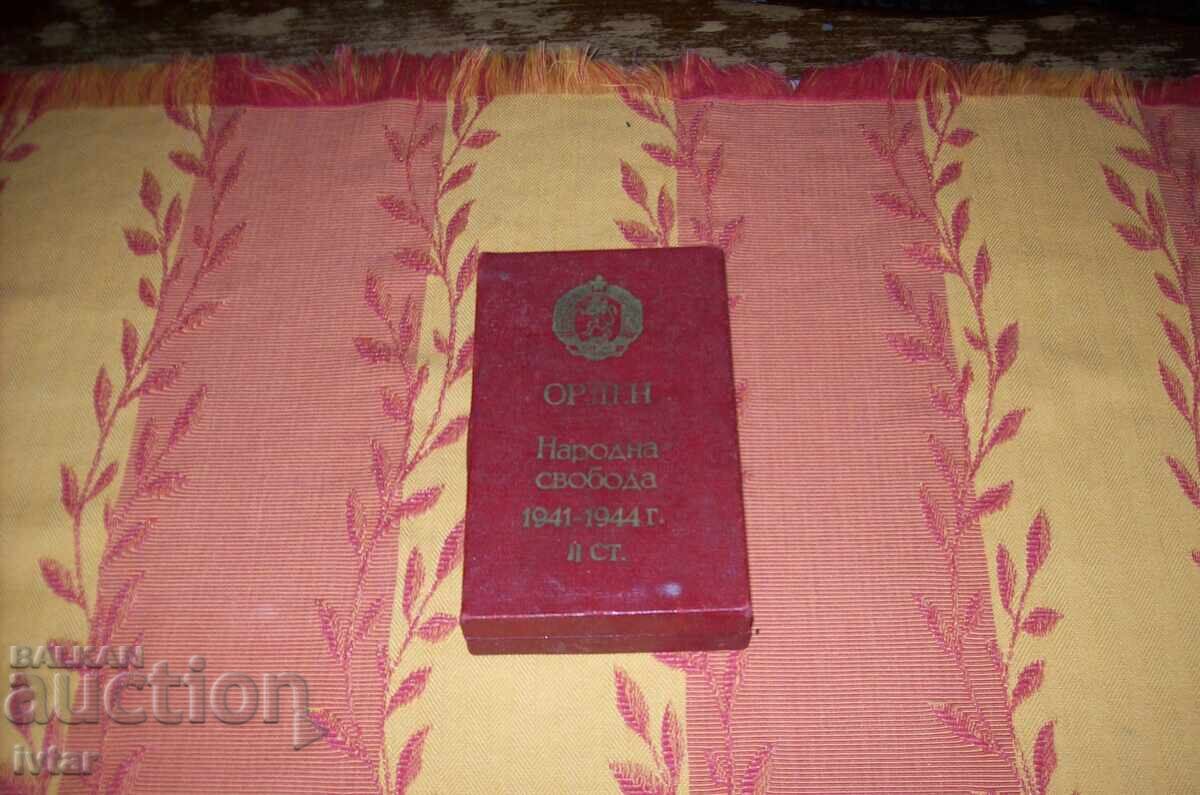 ОРДЕН
Народна
свобода
1941-1944 г.
II СТ.
BALKAN
auction
ivtar